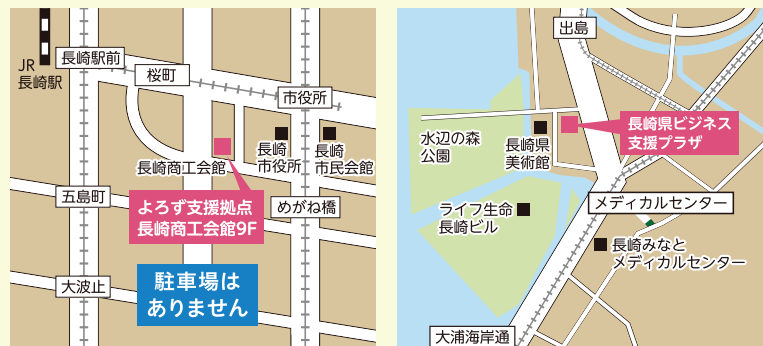 JR
長崎駅
長崎駅前
桜町
市役所
長崎商工会館
長崎
市役所
長崎
市民会館
五島町
よろず支援拠点
長崎商工会館9F
めがね橋
大波止
駐車場は
ありません
出島
水辺の森
公園
長崎県
美術館
長崎県ビジネス
支援プラザ
ライフ生命
長崎ビル
メディカルセンター
長崎みなと
メディカルセンター
大浦海岸通